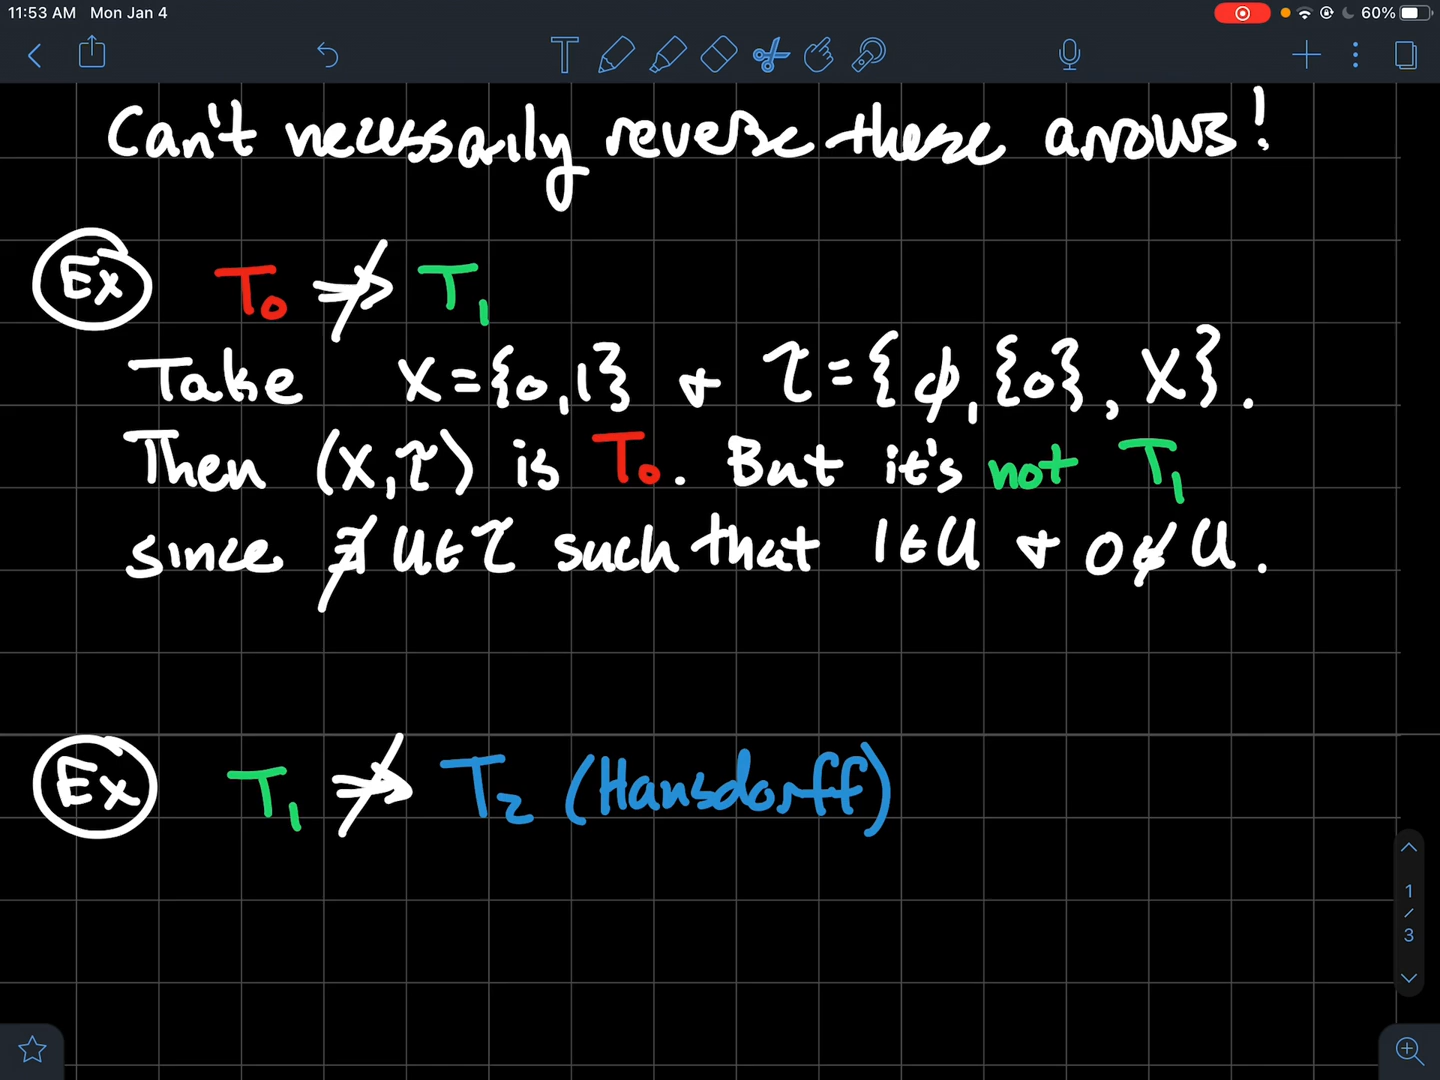 11:53 AM Mon Jan 4 60%
Can't necessarily reverse these arrows!
Ex T₀ ⇏ T₁
Take X={0,1} & τ={φ,{0},X}.
Then (X,τ) is T₀. But it's not T₁
since ∄ U∈τ such that 1∈U & 0∉U.
Ex T₁ ⇏ T₂ (Hausdorff)
1
/
3